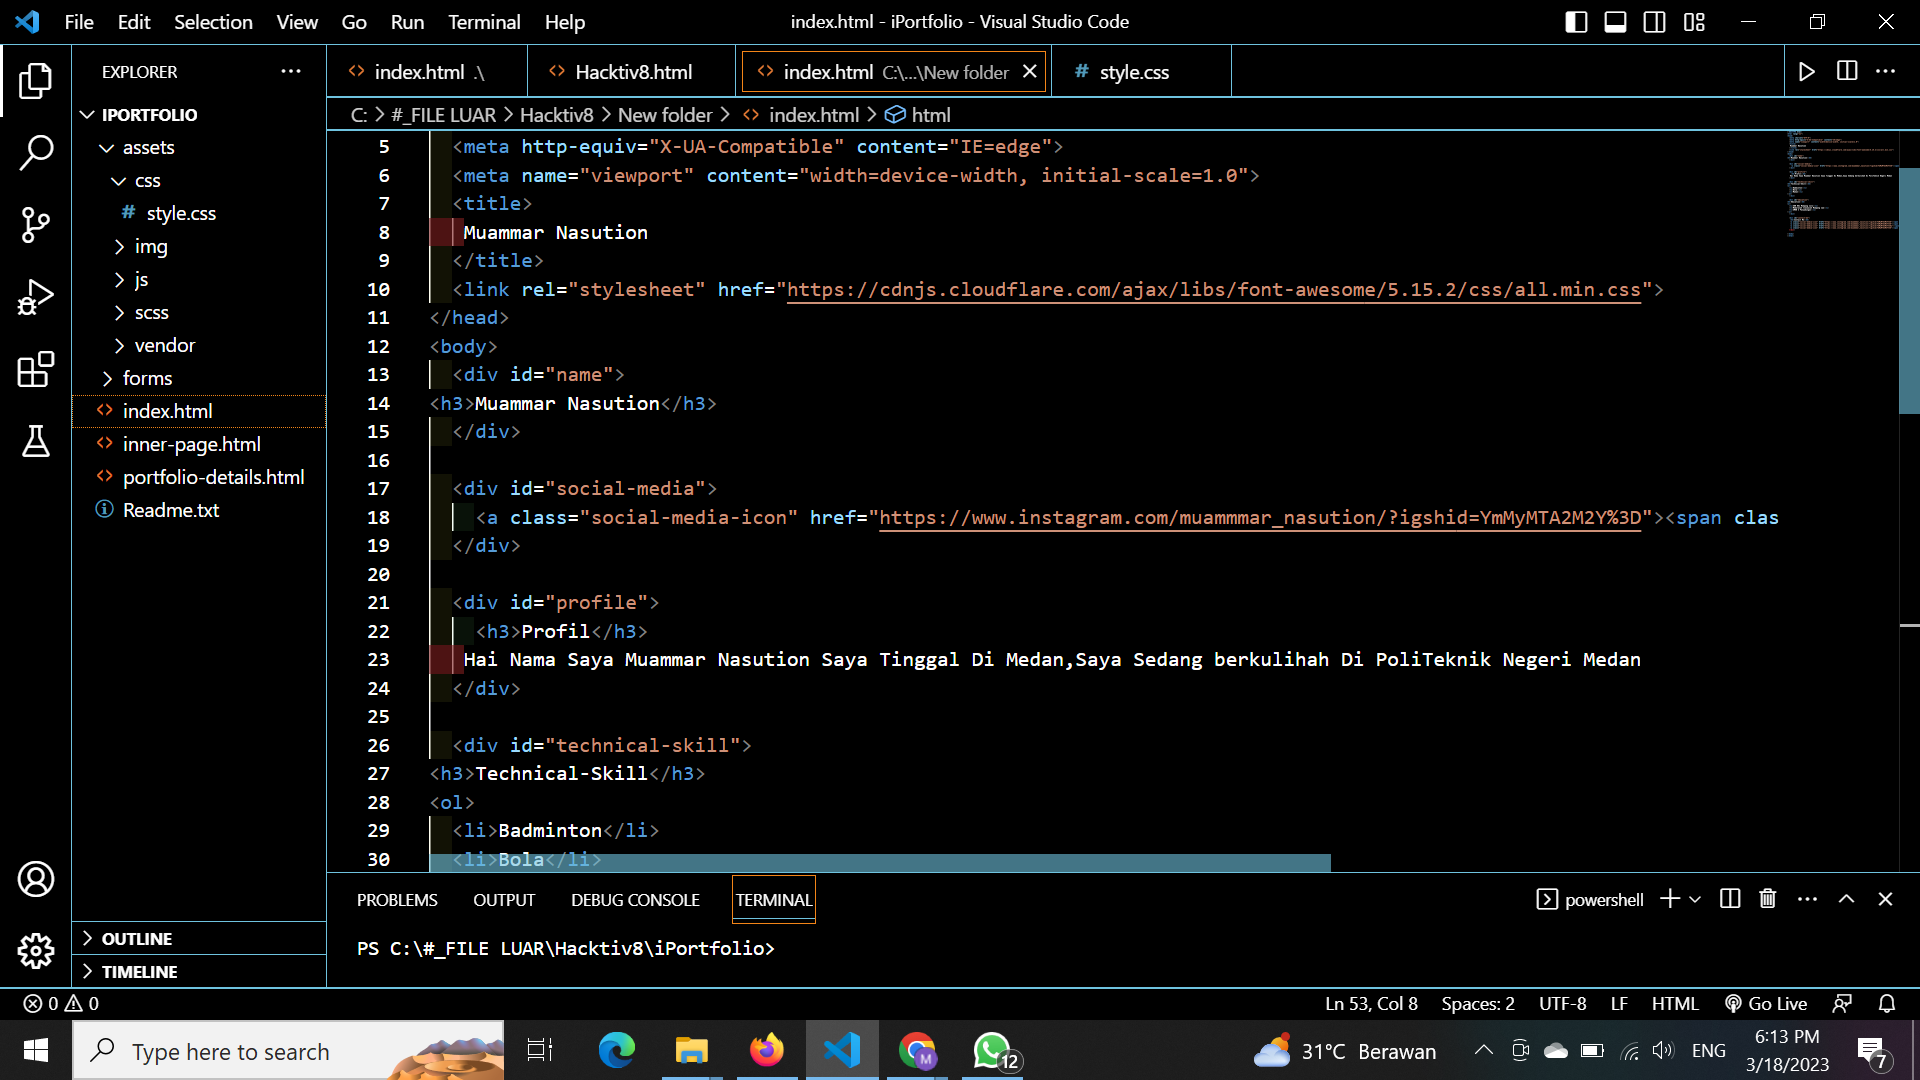 File Edit Selection View Go Run Terminal Help index.html - iPortfolio - Visual Studio Code
EXPLORER
index.html .\ Hacktiv8.html index.html C:\...\New folder style.css
IPORTFOLIO
C: > #_FILE LUAR > Hacktiv8 > New folder > index.html > html
assets
css
style.css
img
js
scss
vendor
forms
index.html
inner-page.html
portfolio-details.html
Readme.txt
OUTLINE
TIMELINE
5 <meta http-equiv="X-UA-Compatible" content="IE=edge">
6 <meta name="viewport" content="width=device-width, initial-scale=1.0">
7 <title>
8 Muammar Nasution
9 </title>
10 <link rel="stylesheet" href="https://cdnjs.cloudflare.com/ajax/libs/font-awesome/5.15.2/css/all.min.css">
11 </head>
12 <body>
13 <div id="name">
14 <h3>Muammar Nasution</h3>
15 </div>
16
17 <div id="social-media">
18 <a class="social-media-icon" href="https://www.instagram.com/muammmar_nasution/?igshid=YmMyMTA2M2Y%3D"><span clas
19 </div>
20
21 <div id="profile">
22 <h3>Profil</h3>
23 Hai Nama Saya Muammar Nasution Saya Tinggal Di Medan,Saya Sedang berkulihah Di PoliTeknik Negeri Medan
24 </div>
25
26 <div id="technical-skill">
27 <h3>Technical-Skill</h3>
28 <ol>
29 <li>Badminton</li>
30 <li>Bola</li>
PROBLEMS OUTPUT DEBUG CONSOLE TERMINAL powershell
PS C:\#_FILE LUAR\Hacktiv8\iPortfolio>
0 0 Ln 53, Col 8 Spaces: 2 UTF-8 LF HTML Go Live
Type here to search M 12 31°C Berawan ENG 6:13 PM 7
3/18/2023